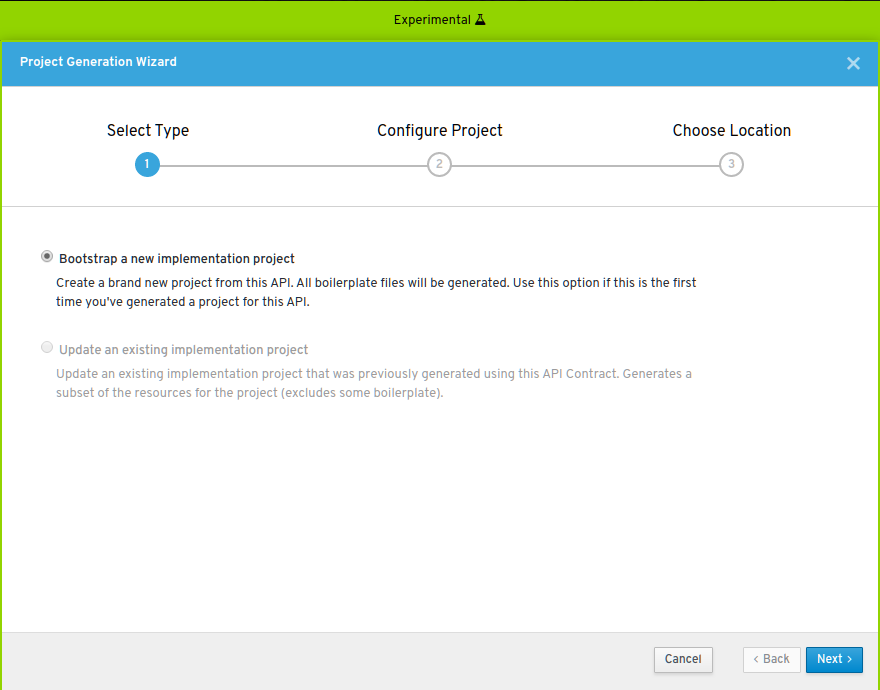 Experimental
Project Generation Wizard
Select Type
Configure Project
Choose Location
1
2
3
Bootstrap a new implementation project
Create a brand new project from this API. All boilerplate files will be generated. Use this option if this is the first
time you've generated a project for this API.
Update an existing implementation project
Update an existing implementation project that was previously generated using this API Contract. Generates a
subset of the resources for the project (excludes some boilerplate).
Cancel
‹ Back
Next ›